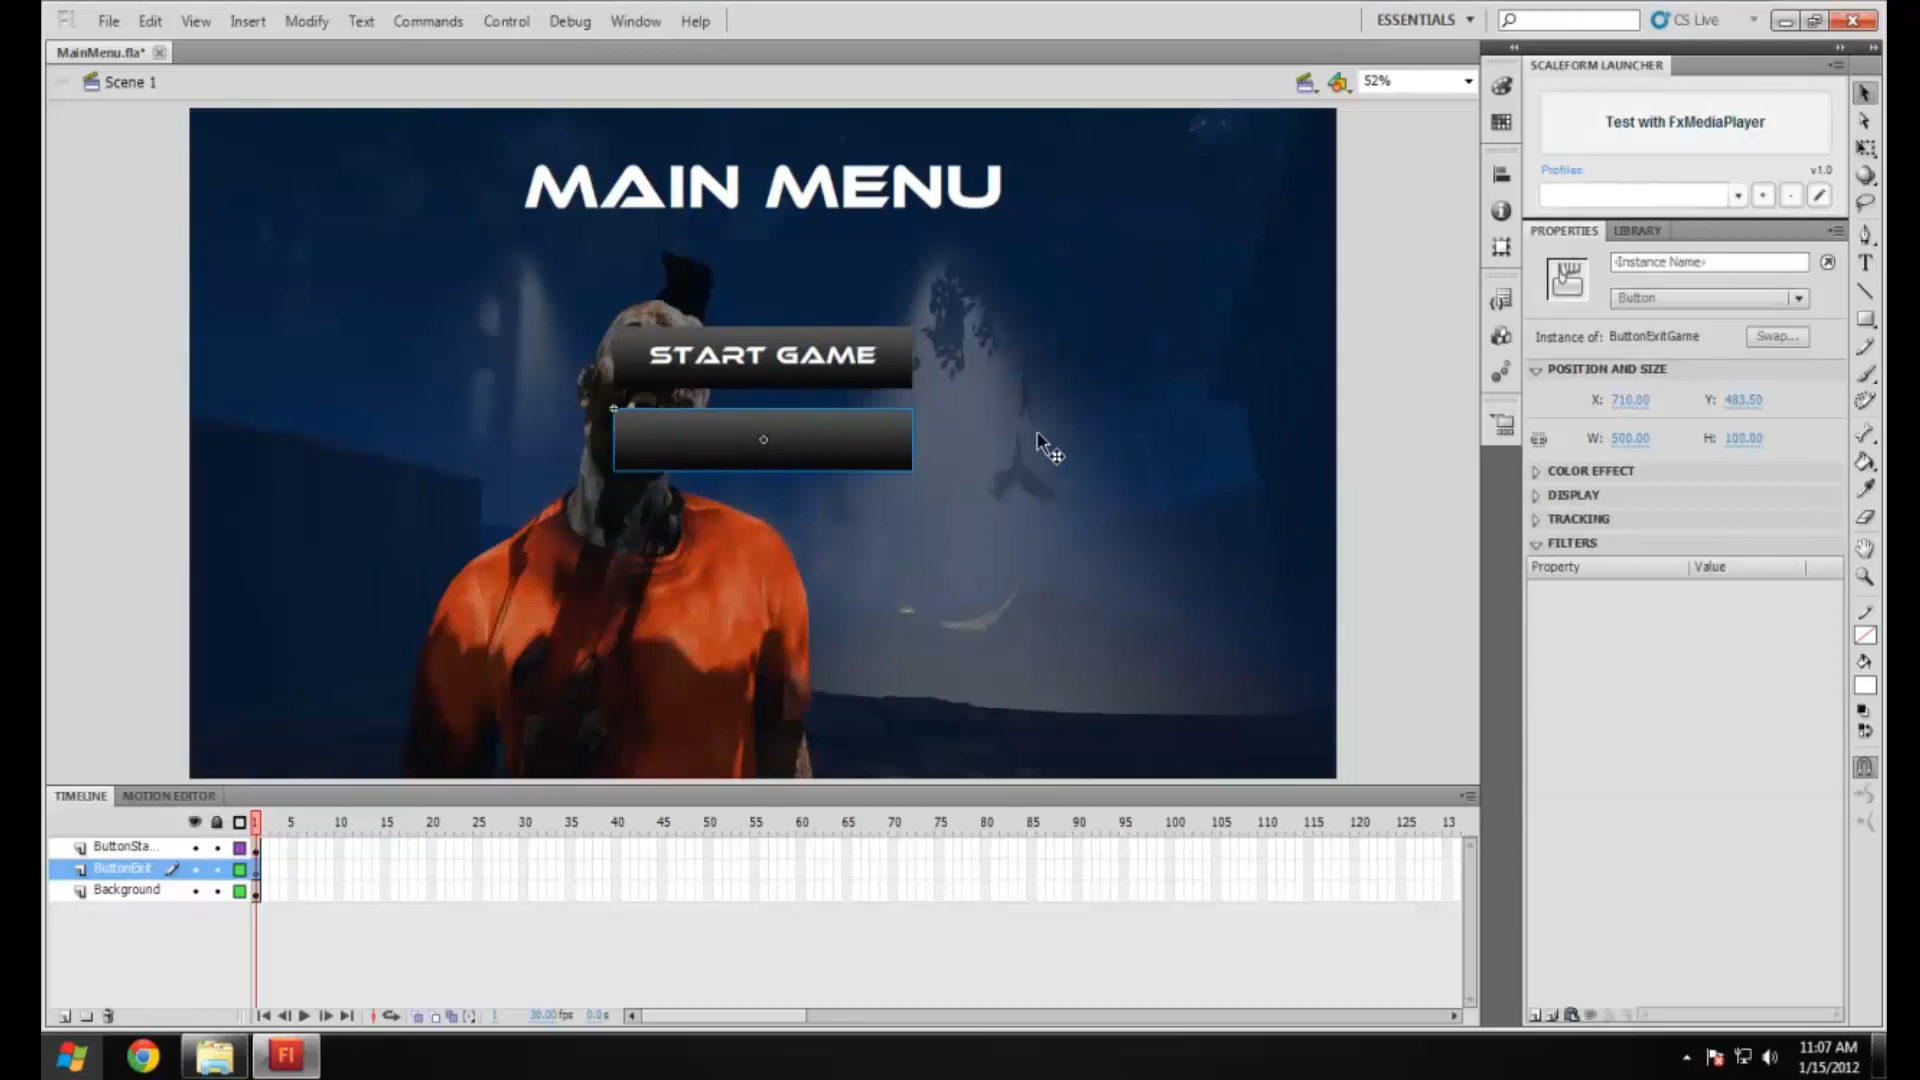 Fl File Edit View Insert Modify Text Commands Control Debug Window Help ESSENTIALS CS Live
MainMenu.fla*
Scene 1
52%
MAIN MENU
START GAME
SCALEFORM LAUNCHER
Test with FxMediaPlayer
Profiles: v1.0
PROPERTIES LIBRARY
<Instance Name>
Button
Instance of: ButtonExitGame Swap...
POSITION AND SIZE
X: 710.00 Y: 483.50
W: 500.00 H: 100.00
COLOR EFFECT
DISPLAY
TRACKING
FILTERS
Property Value
TIMELINE MOTION EDITOR
1 5 10 15 20 25 30 35 40 45 50 55 60 65 70 75 80 85 90 95 100 105 110 115 120 125 13
ButtonSta...
ButtonExit
Background
1 30.00fps 0.0s
Fl
11:07 AM
1/15/2012